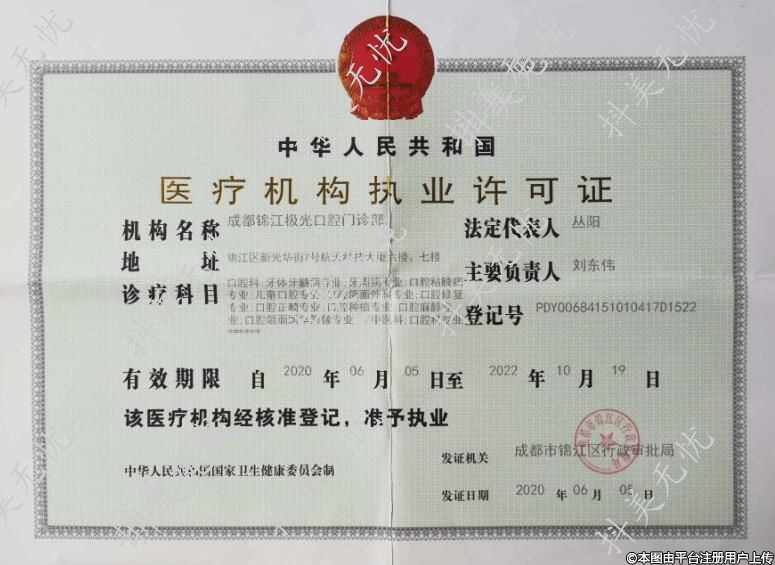 中华人民共和国
医疗机构执业许可证
机构名称 成都锦江极光口腔门诊部
法定代表人 丛阳
地址 锦江区新光华街7号航天科技大厦六楼、七楼
主要负责人 刘东伟
诊疗科目 口腔科;牙体牙髓病专业;牙周病专业;口腔粘膜病
专业;儿童口腔专业;口腔颌面外科专业;口腔修复
专业;口腔正畸专业;口腔种植专业;口腔麻醉专
业;口腔颌面医学影像专业 /中医科;口腔科专业
******
登记号 PDY00684151010417D1522
有效期限 自 2020 年 06 月 05 日至 2022 年 10 月 19 日
该医疗机构经核准登记，准予执业
中华人民共和国国家卫生健康委员会制
发证机关 成都市锦江区行政审批局
发证日期 2020 年 06 月 05 日
抖美无忧
©本图由平台注册用户上传